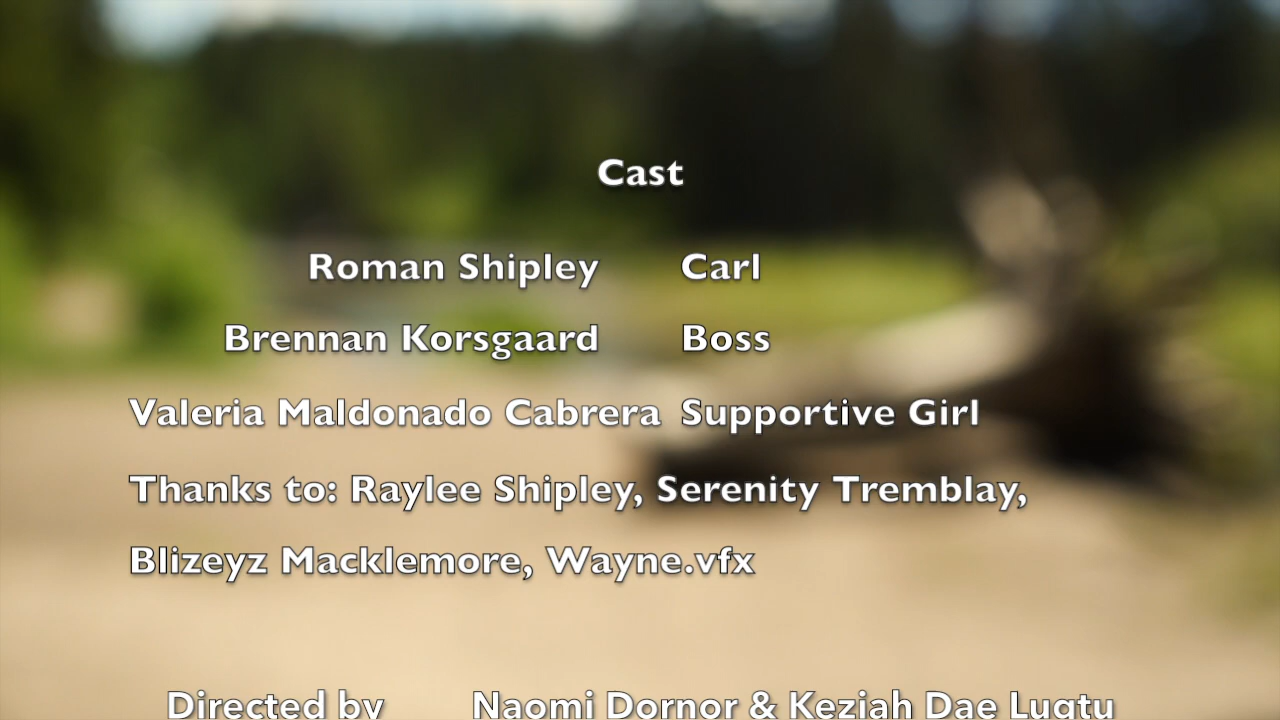 Cast
Roman Shipley Carl
Brennan Korsgaard Boss
Valeria Maldonado Cabrera Supportive Girl
Thanks to: Raylee Shipley, Serenity Tremblay,
Blizeyz Macklemore, Wayne.vfx
Directed by Naomi Dornor & Keziah Dae Lugtu